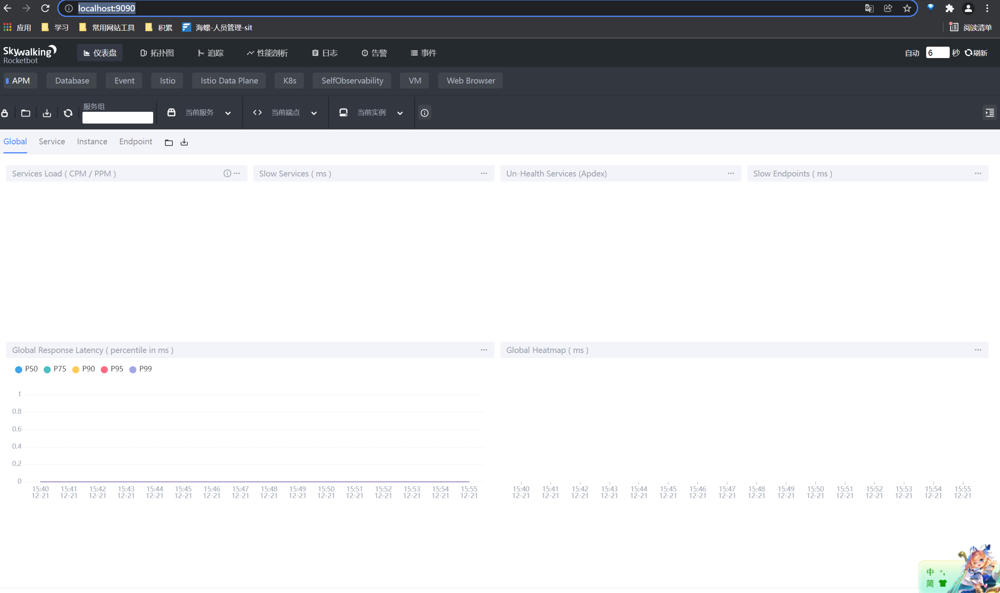 localhost:9090
应用 学习 常用网站工具 积累 海螺-人员管理-sit 阅读清单
Skywalking
Rocketbot
仪表盘 拓扑图 追踪 性能剖析 日志 告警 事件 自动 6 秒 刷新
APM Database Event Istio Istio Data Plane K8s SelfObservability VM Web Browser
服务组 当前服务 当前端点 当前实例
Global Service Instance Endpoint
Services Load ( CPM / PPM ) Slow Services ( ms ) Un-Health Services (Apdex) Slow Endpoints ( ms )
Global Response Latency ( percentile in ms ) Global Heatmap ( ms )
P50 P75 P90 P95 P99
1
0.8
0.6
0.4
0.2
0
15:40 15:41 15:42 15:43 15:44 15:45 15:46 15:47 15:48 15:49 15:50 15:51 15:52 15:53 15:54 15:55
12-21 12-21 12-21 12-21 12-21 12-21 12-21 12-21 12-21 12-21 12-21 12-21 12-21 12-21 12-21 12-21
15:40 15:41 15:42 15:43 15:44 15:45 15:46 15:47 15:48 15:49 15:50 15:51 15:52 15:53 15:54 15:55
12-21 12-21 12-21 12-21 12-21 12-21 12-21 12-21 12-21 12-21 12-21 12-21 12-21 12-21 12-21 12-21
中 °,
简